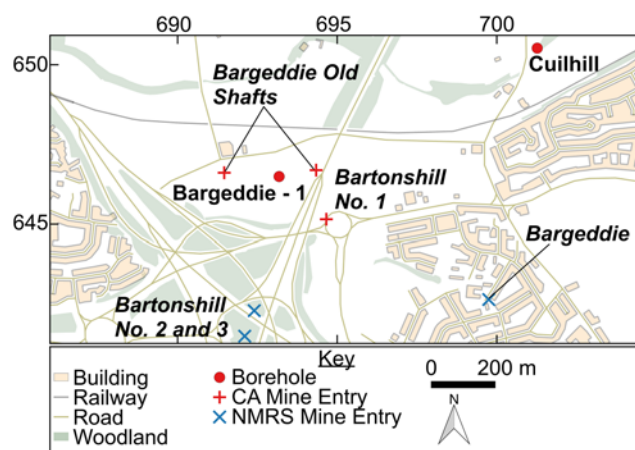 690 695 700
650
645
Cuilhill
Bargeddie Old
Shafts
Bargeddie - 1
Bartonshill
No. 1
Bargeddie
Bartonshill
No. 2 and 3
Key
Building
Railway
Road
Woodland
Borehole
CA Mine Entry
NMRS Mine Entry
0 200 m
N